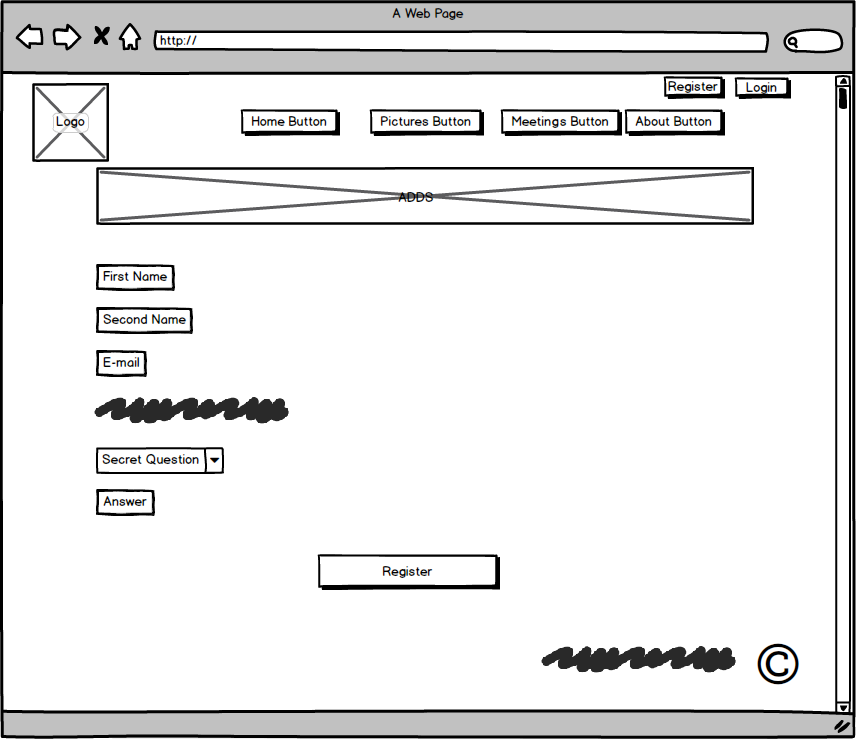 A Web Page
http://
Register Login
Logo
Home Button Pictures Button Meetings Button About Button
ADDS
First Name
Second Name
E-mail
Secret Question
Answer
Register
©